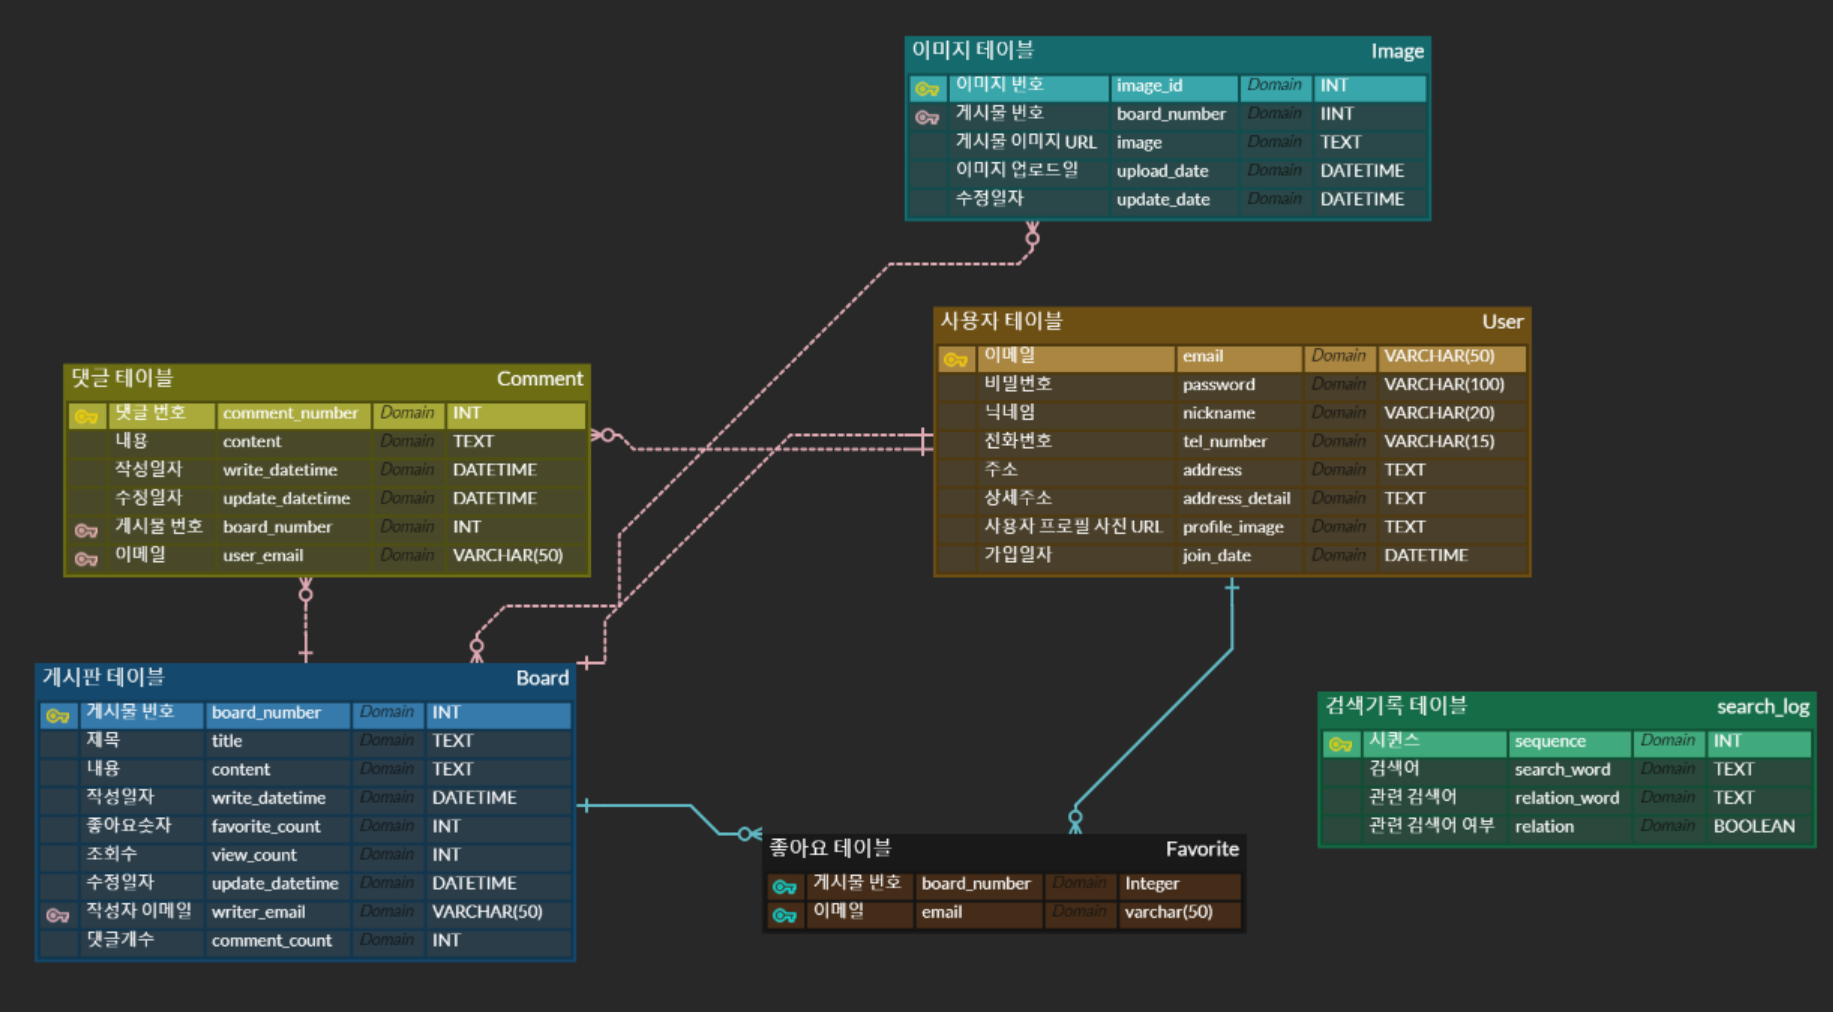 이미지 테이블 Image
이미지 번호 image_id Domain INT
게시물 번호 board_number Domain IINT
게시물 이미지 URL image Domain TEXT
이미지 업로드일 upload_date Domain DATETIME
수정일자 update_date Domain DATETIME
사용자 테이블 User
이메일 email Domain VARCHAR(50)
비밀번호 password Domain VARCHAR(100)
닉네임 nickname Domain VARCHAR(20)
전화번호 tel_number Domain VARCHAR(15)
주소 address Domain TEXT
상세주소 address_detail Domain TEXT
사용자 프로필 사진 URL profile_image Domain TEXT
가입일자 join_date Domain DATETIME
댓글 테이블 Comment
댓글 번호 comment_number Domain INT
내용 content Domain TEXT
작성일자 write_datetime Domain DATETIME
수정일자 update_datetime Domain DATETIME
게시물 번호 board_number Domain INT
이메일 user_email Domain VARCHAR(50)
게시판 테이블 Board
게시물 번호 board_number Domain INT
제목 title Domain TEXT
내용 content Domain TEXT
작성일자 write_datetime Domain DATETIME
좋아요숫자 favorite_count Domain INT
조회수 view_count Domain INT
수정일자 update_datetime Domain DATETIME
작성자 이메일 writer_email Domain VARCHAR(50)
댓글개수 comment_count Domain INT
좋아요 테이블 Favorite
게시물 번호 board_number Domain Integer
이메일 email Domain varchar(50)
검색기록 테이블 search_log
시퀀스 sequence Domain INT
검색어 search_word Domain TEXT
관련 검색어 relation_word Domain TEXT
관련 검색어 여부 relation Domain BOOLEAN